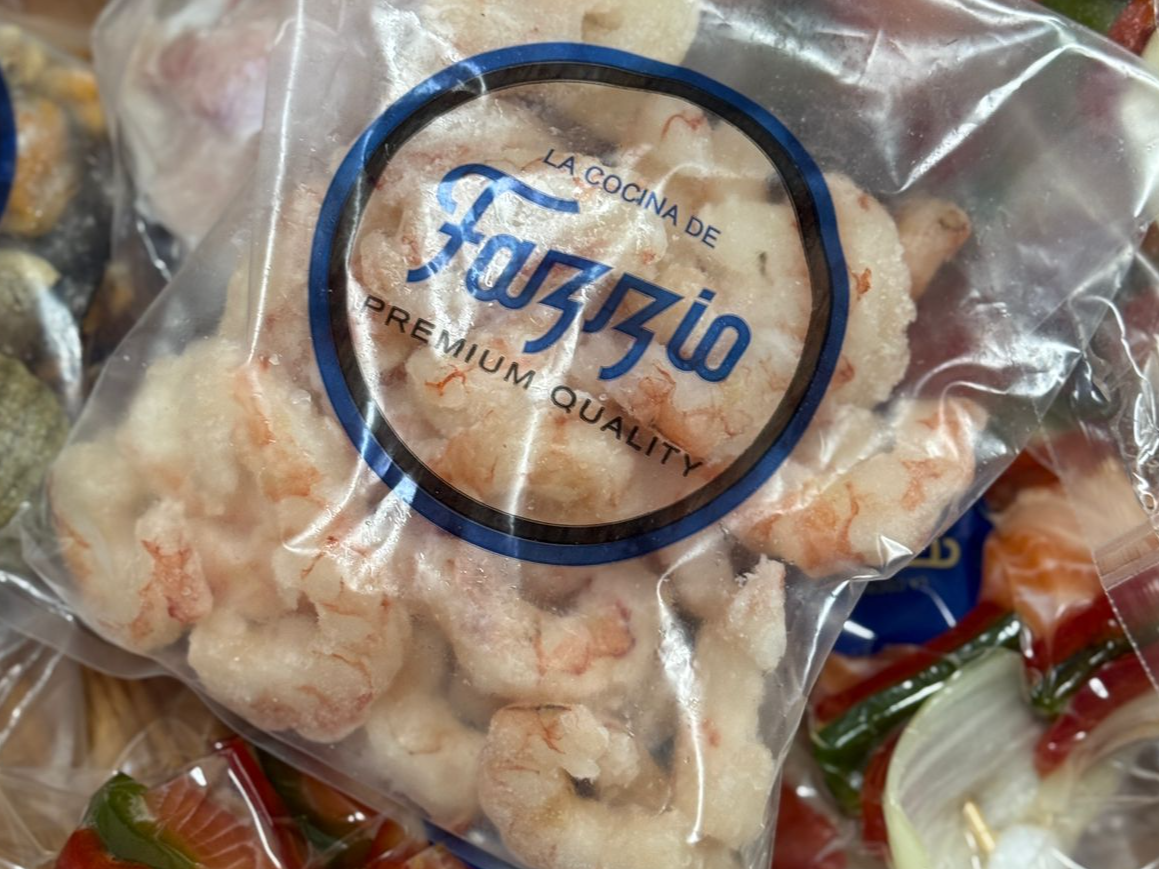 LA COCINA DE
Fazzio
PREMIUM QUALITY